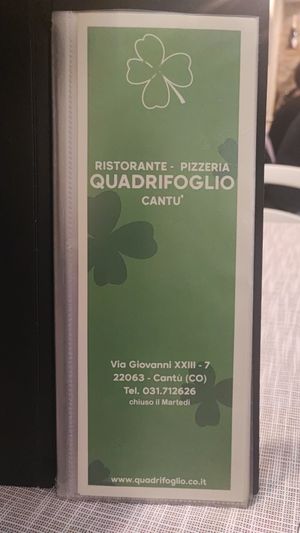 RISTORANTE - PIZZERIA
QUADRIFOGLIO
CANTU'
Via Giovanni XXIII - 7
22063 - Cantù (CO)
Tel. 031.712626
chiuso il Martedì
www.quadrifoglio.co.it